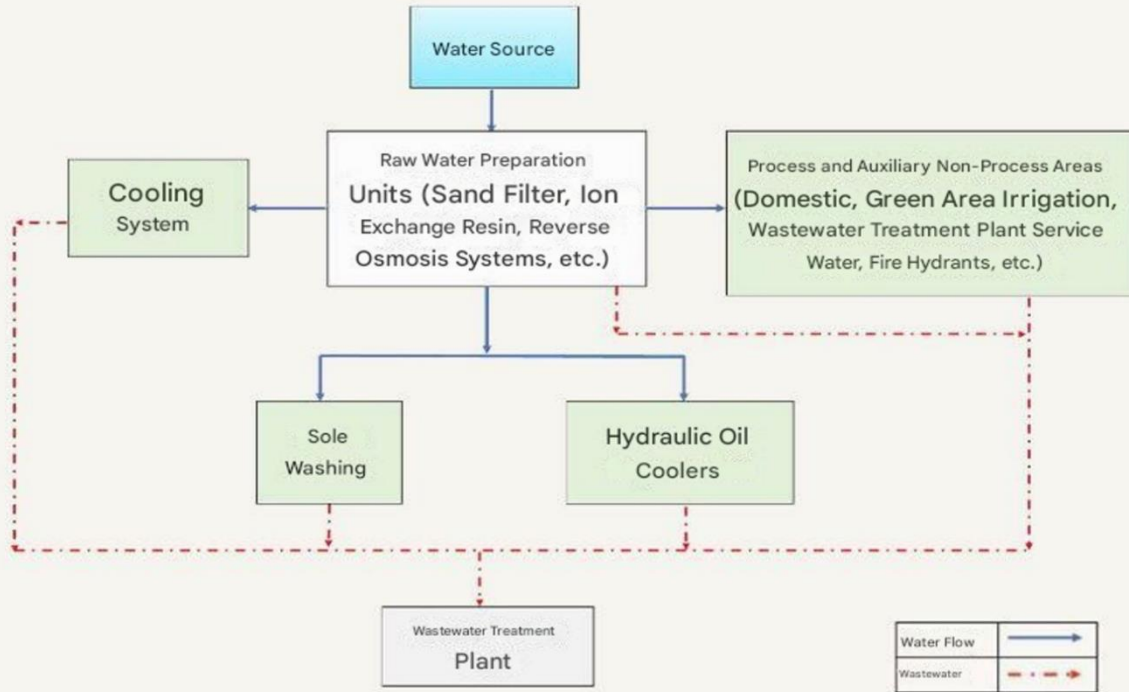 Water Source
Raw Water Preparation
Units (Sand Filter, Ion
Exchange Resin, Reverse
Osmosis Systems, etc.)
Cooling
System
Process and Auxiliary Non-Process Areas
(Domestic, Green Area Irrigation,
Wastewater Treatment Plant Service
Water, Fire Hydrants, etc.)
Sole
Washing
Hydraulic Oil
Coolers
Wastewater Treatment
Plant
Water Flow
Wastewater